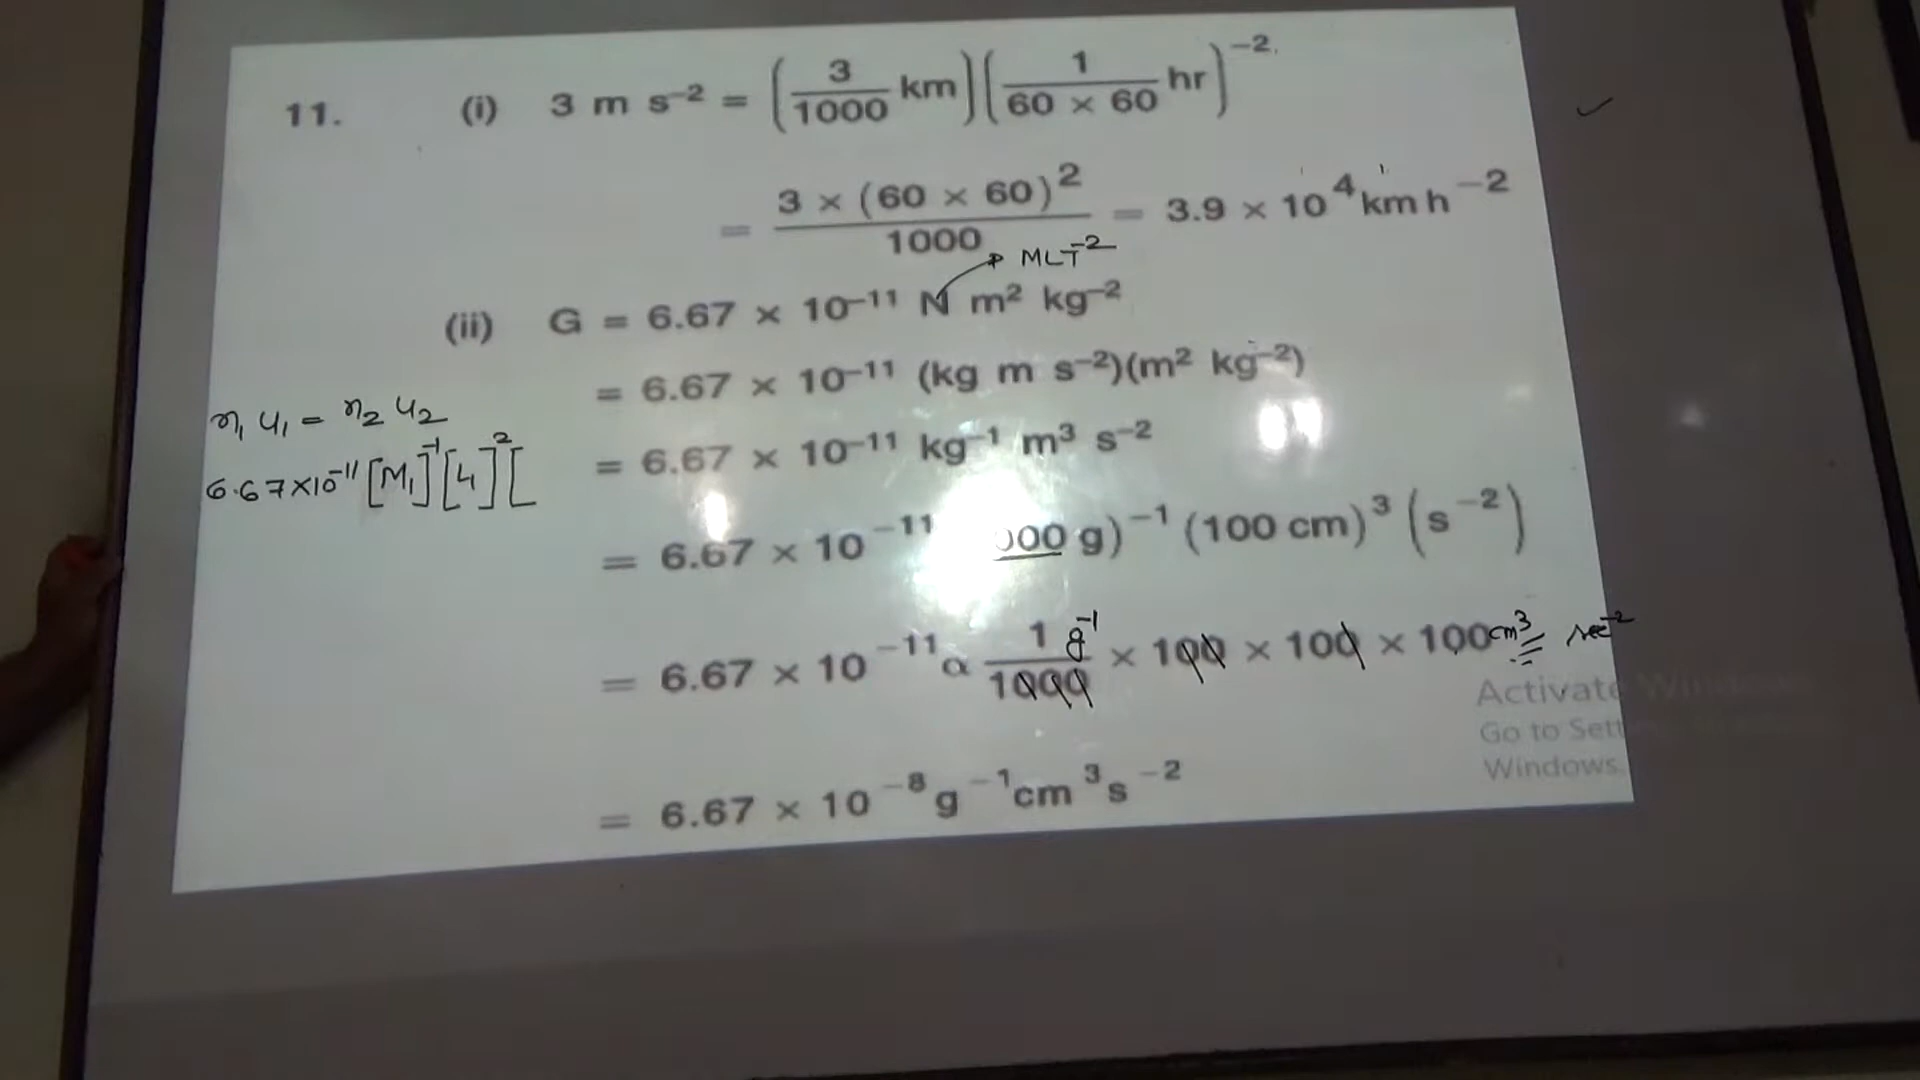 11. (i) 3 m s⁻² = (3/1000 km)(1/(60 × 60) hr)⁻²
= 3 × (60 × 60)²/1000 = 3.9 × 10⁴ km h⁻²
MLT⁻²
(ii) G = 6.67 × 10⁻¹¹ N m² kg⁻²
= 6.67 × 10⁻¹¹ (kg m s⁻²)(m² kg⁻²)
n₁ u₁ = n₂ u₂
= 6.67 × 10⁻¹¹ kg⁻¹ m³ s⁻²
6.67×10⁻¹¹ [M₁]⁻¹ [L₁]² [
= 6.67 × 10⁻¹¹ 000 g)⁻¹ (100 cm)³ (s⁻²)
= 6.67 × 10⁻¹¹ × 1 g⁻¹/1000 × 100 × 100 × 100 cm³ sec⁻²
Activate Windows
Go to Sett
Windows.
= 6.67 × 10⁻⁸ g⁻¹ cm³ s⁻²